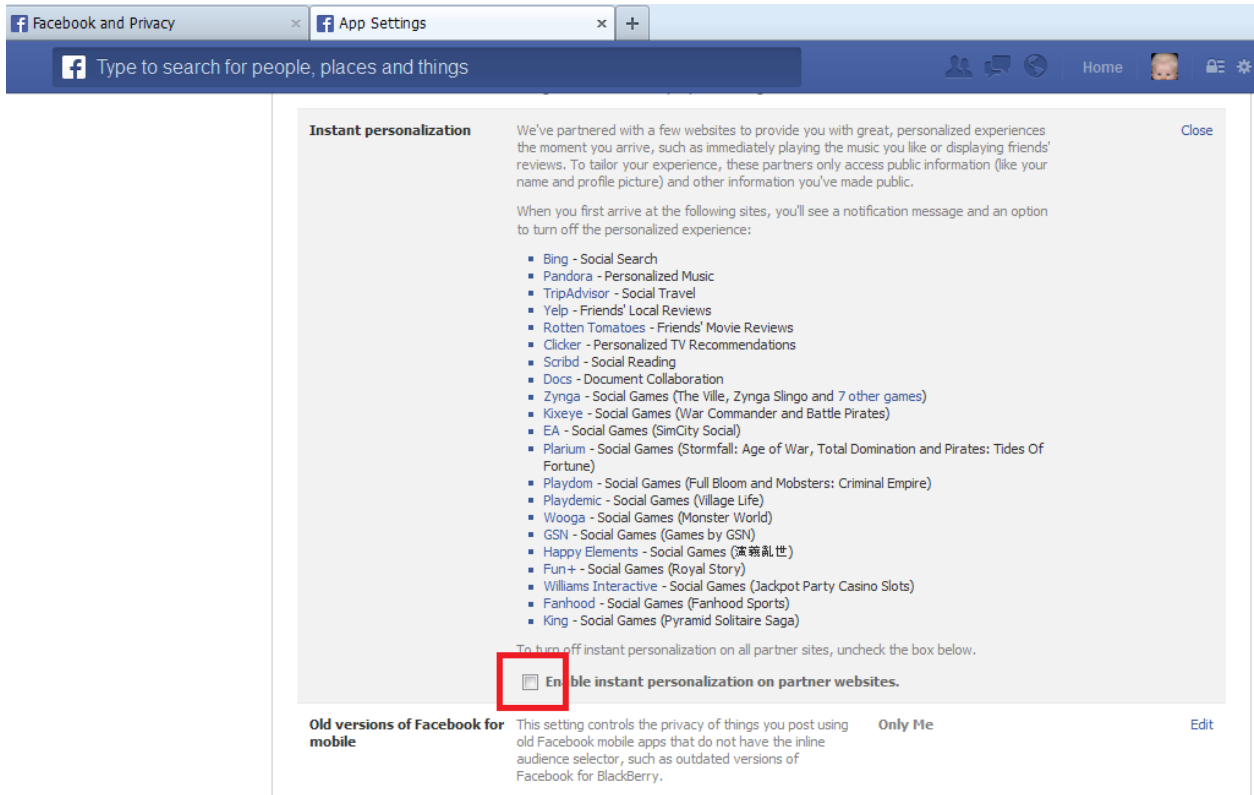 Facebook and Privacy
App Settings
Type to search for people, places and things
Home
Instant personalization
We've partnered with a few websites to provide you with great, personalized experiences
the moment you arrive, such as immediately playing the music you like or displaying friends'
reviews. To tailor your experience, these partners only access public information (like your
name and profile picture) and other information you've made public.
Close
When you first arrive at the following sites, you'll see a notification message and an option
to turn off the personalized experience:
Bing - Social Search
Pandora - Personalized Music
TripAdvisor - Social Travel
Yelp - Friends' Local Reviews
Rotten Tomatoes - Friends' Movie Reviews
Clicker - Personalized TV Recommendations
Scribd - Social Reading
Docs - Document Collaboration
Zynga - Social Games (The Ville, Zynga Slingo and 7 other games)
Kixeye - Social Games (War Commander and Battle Pirates)
EA - Social Games (SimCity Social)
Plarium - Social Games (Stormfall: Age of War, Total Domination and Pirates: Tides Of
Fortune)
Playdom - Social Games (Full Bloom and Mobsters: Criminal Empire)
Playdemic - Social Games (Village Life)
Wooga - Social Games (Monster World)
GSN - Social Games (Games by GSN)
Happy Elements - Social Games (演義亂世)
Fun+ - Social Games (Royal Story)
Williams Interactive - Social Games (Jackpot Party Casino Slots)
Fanhood - Social Games (Fanhood Sports)
King - Social Games (Pyramid Solitaire Saga)
To turn off instant personalization on all partner sites, uncheck the box below.
Enable instant personalization on partner websites.
Old versions of Facebook for
mobile
This setting controls the privacy of things you post using
old Facebook mobile apps that do not have the inline
audience selector, such as outdated versions of
Facebook for BlackBerry.
Only Me
Edit